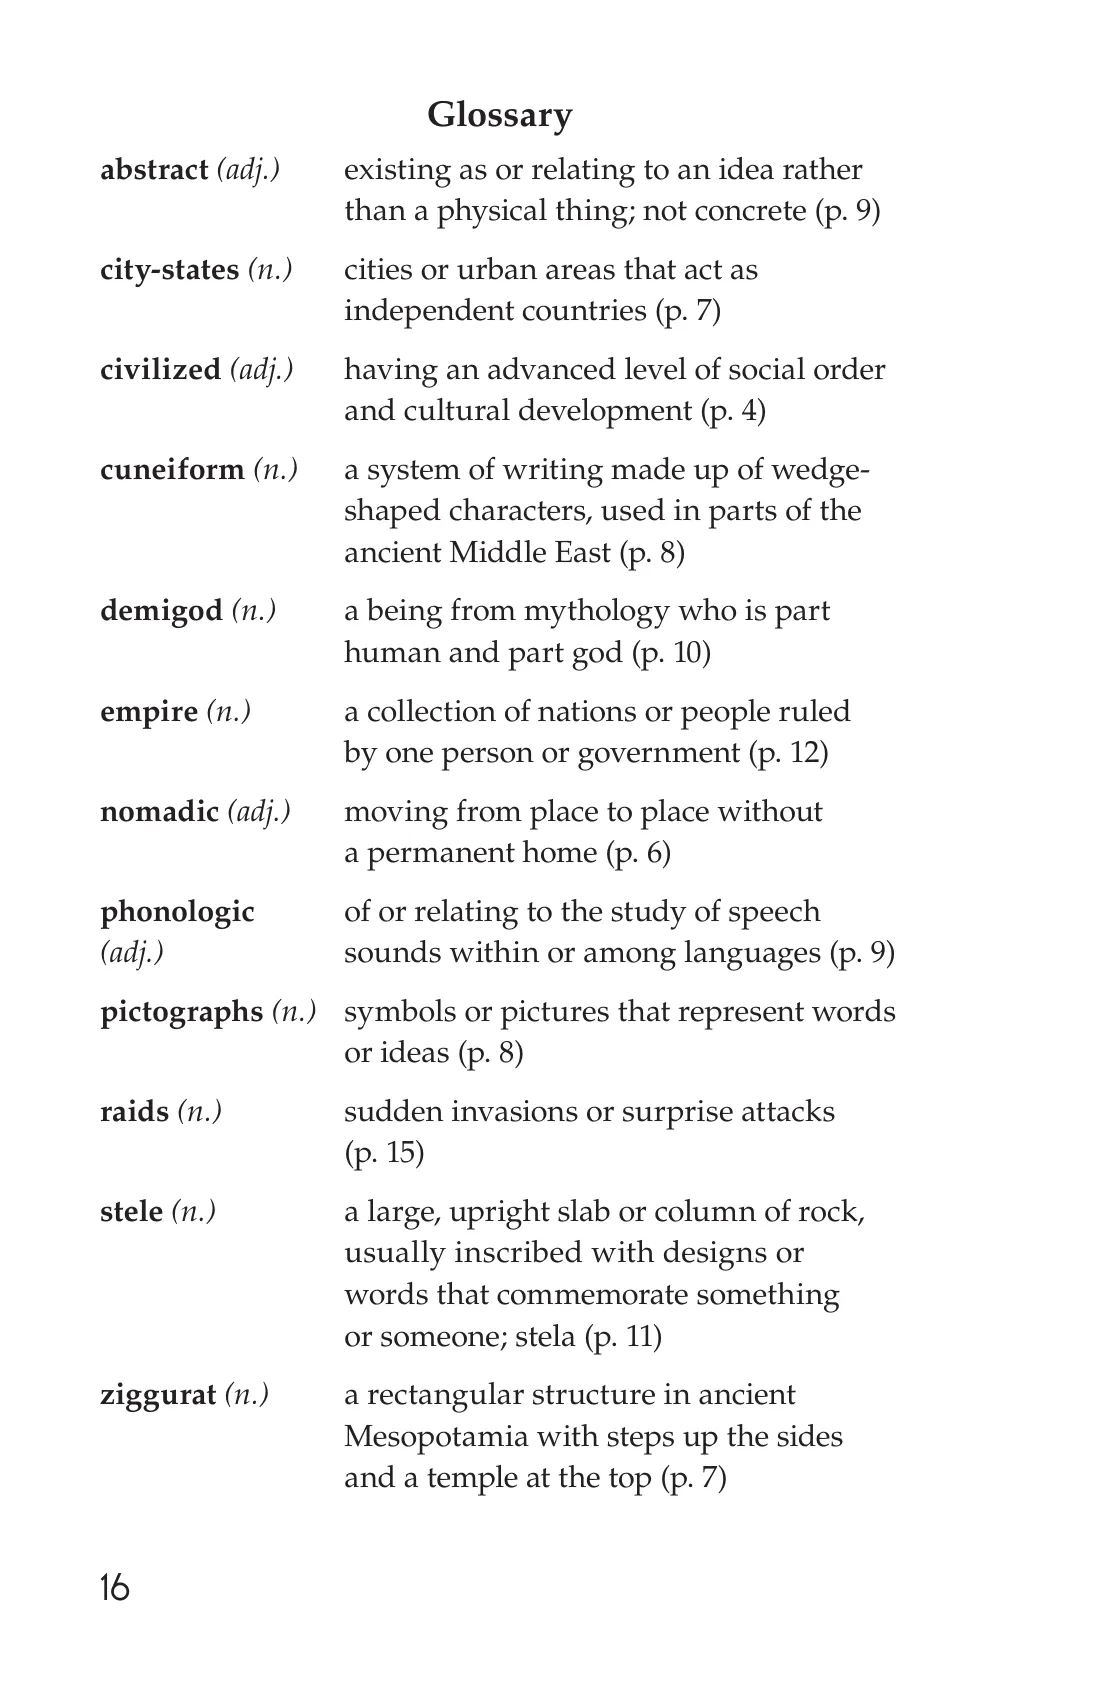 Glossary
abstract (adj.) existing as or relating to an idea rather
than a physical thing; not concrete (p. 9)
city-states (n.) cities or urban areas that act as
independent countries (p. 7)
civilized (adj.) having an advanced level of social order
and cultural development (p. 4)
cuneiform (n.) a system of writing made up of wedge-
shaped characters, used in parts of the
ancient Middle East (p. 8)
demigod (n.) a being from mythology who is part
human and part god (p. 10)
empire (n.) a collection of nations or people ruled
by one person or government (p. 12)
nomadic (adj.) moving from place to place without
a permanent home (p. 6)
phonologic of or relating to the study of speech
(adj.) sounds within or among languages (p. 9)
pictographs (n.) symbols or pictures that represent words
or ideas (p. 8)
raids (n.) sudden invasions or surprise attacks
(p. 15)
stele (n.) a large, upright slab or column of rock,
usually inscribed with designs or
words that commemorate something
or someone; stela (p. 11)
ziggurat (n.) a rectangular structure in ancient
Mesopotamia with steps up the sides
and a temple at the top (p. 7)
16